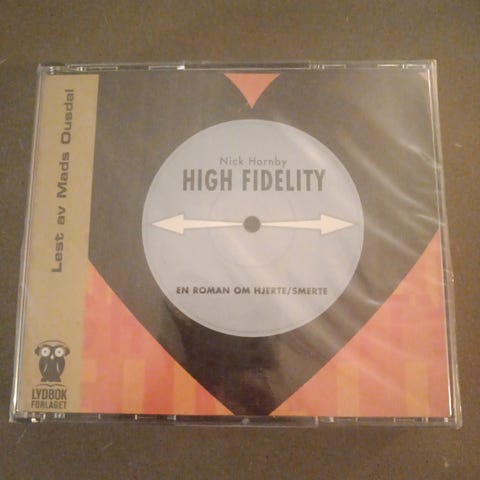 Nick Hornby
HIGH FIDELITY
EN ROMAN OM HJERTE/SMERTE
Lest av Mads Ousdal
LYDBOK
FORLAGET